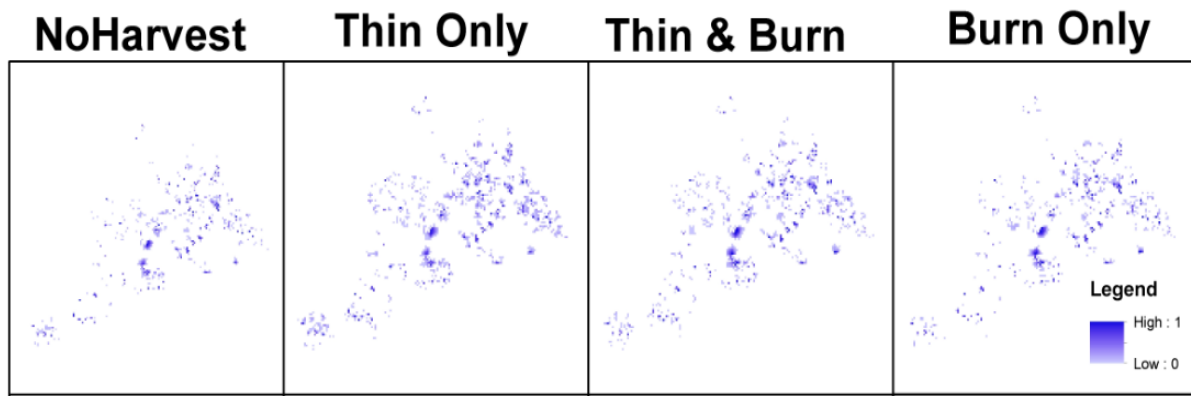 NoHarvest
Thin Only
Thin & Burn
Burn Only
Legend
High : 1
Low : 0